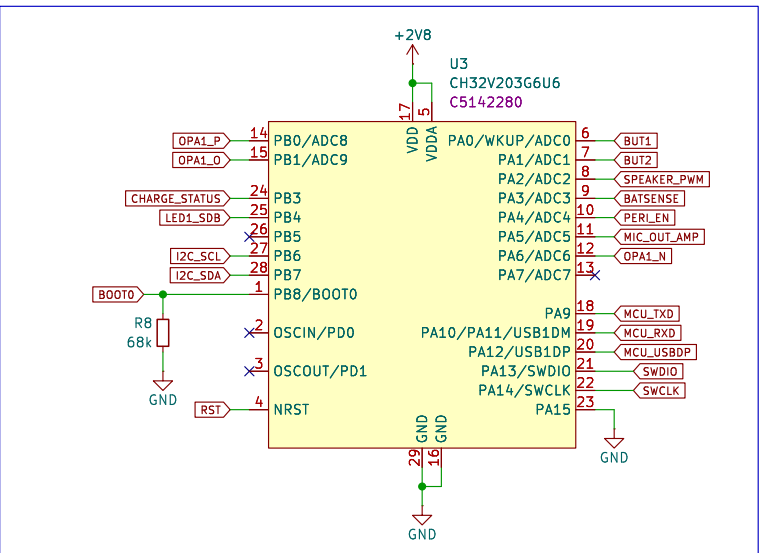 +2V8
U3
CH32V203G6U6
C5142280
17 VDD
5 VDDA
OPA1_P 14 PB0/ADC8
OPA1_O 15 PB1/ADC9
CHARGE_STATUS 24 PB3
LED1_SDB 25 PB4
26 PB5
I2C_SCL 27 PB6
I2C_SDA 28 PB7
BOOT0 1 PB8/BOOT0
R8
68k
GND
2 OSCIN/PD0
3 OSCOUT/PD1
RST 4 NRST
PA0/WKUP/ADC0 6 BUT1
PA1/ADC1 7 BUT2
PA2/ADC2 8 SPEAKER_PWM
PA3/ADC3 9 BATSENSE
PA4/ADC4 10 PERI_EN
PA5/ADC5 11 MIC_OUT_AMP
PA6/ADC6 12 OPA1_N
PA7/ADC7 13
PA9 18 MCU_TXD
PA10/PA11/USB1DM 19 MCU_RXD
PA12/USB1DP 20 MCU_USBDP
PA13/SWDIO 21 SWDIO
PA14/SWCLK 22 SWCLK
PA15 23
GND
GND 29
GND 16
GND